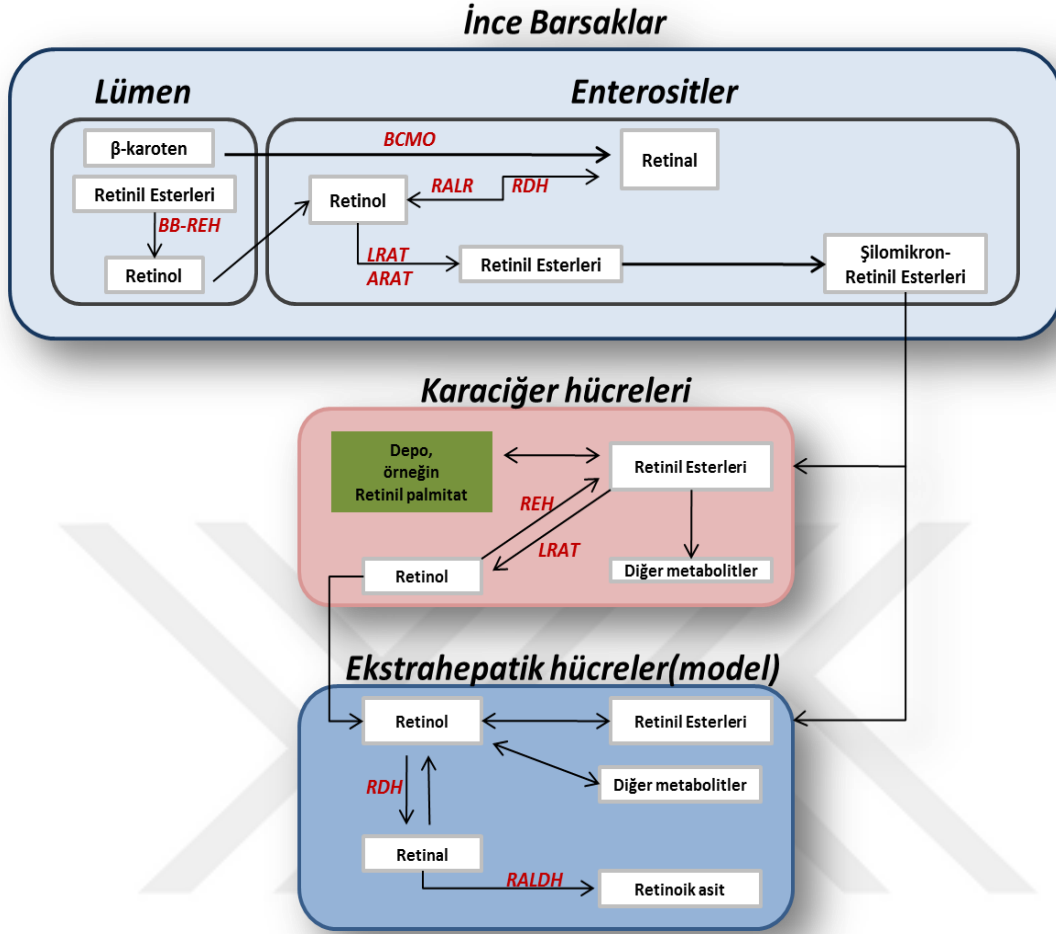 İnce Barsaklar
Lümen
Enterositler
β-karoten
BCMO
Retinal
Retinil Esterleri
RALR
RDH
Retinol
BB-REH
Retinol
LRAT
ARAT
Retinil Esterleri
Şilomikron-
Retinil Esterleri
Karaciğer hücreleri
Depo,
örneğin
Retinil palmitat
Retinil Esterleri
REH
LRAT
Retinol
Diğer metabolitler
Ekstrahepatik hücreler(model)
Retinol
Retinil Esterleri
RDH
Diğer metabolitler
Retinal
RALDH
Retinoik asit